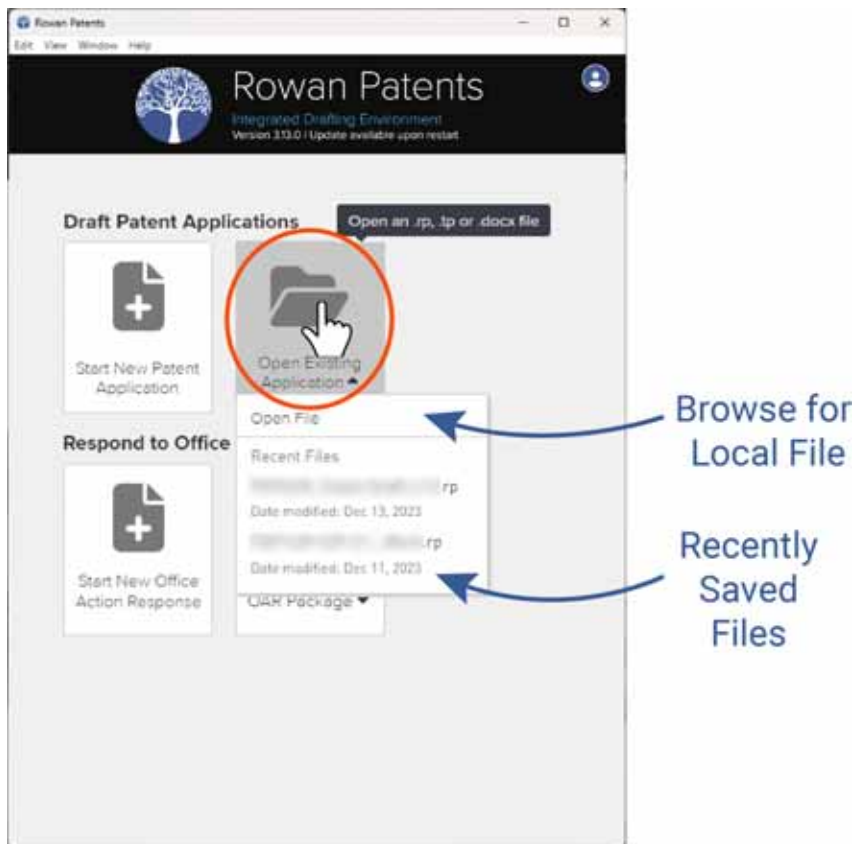 Rowan Patents
Edit View Window Help
Rowan Patents
Integrated Drafting Environment
Version 3.13.0 | Update available upon restart
Draft Patent Applications
Open an .rp, .tp or .docx file
Start New Patent
Application
Open Existing
Application
Open File
Browse for
Local File
Respond to Office
Recent Files
.rp
Date modified: Dec 13, 2023
.rp
Date modified: Dec 11, 2023
Recently
Saved
Files
Start New Office
Action Response
OAR Package